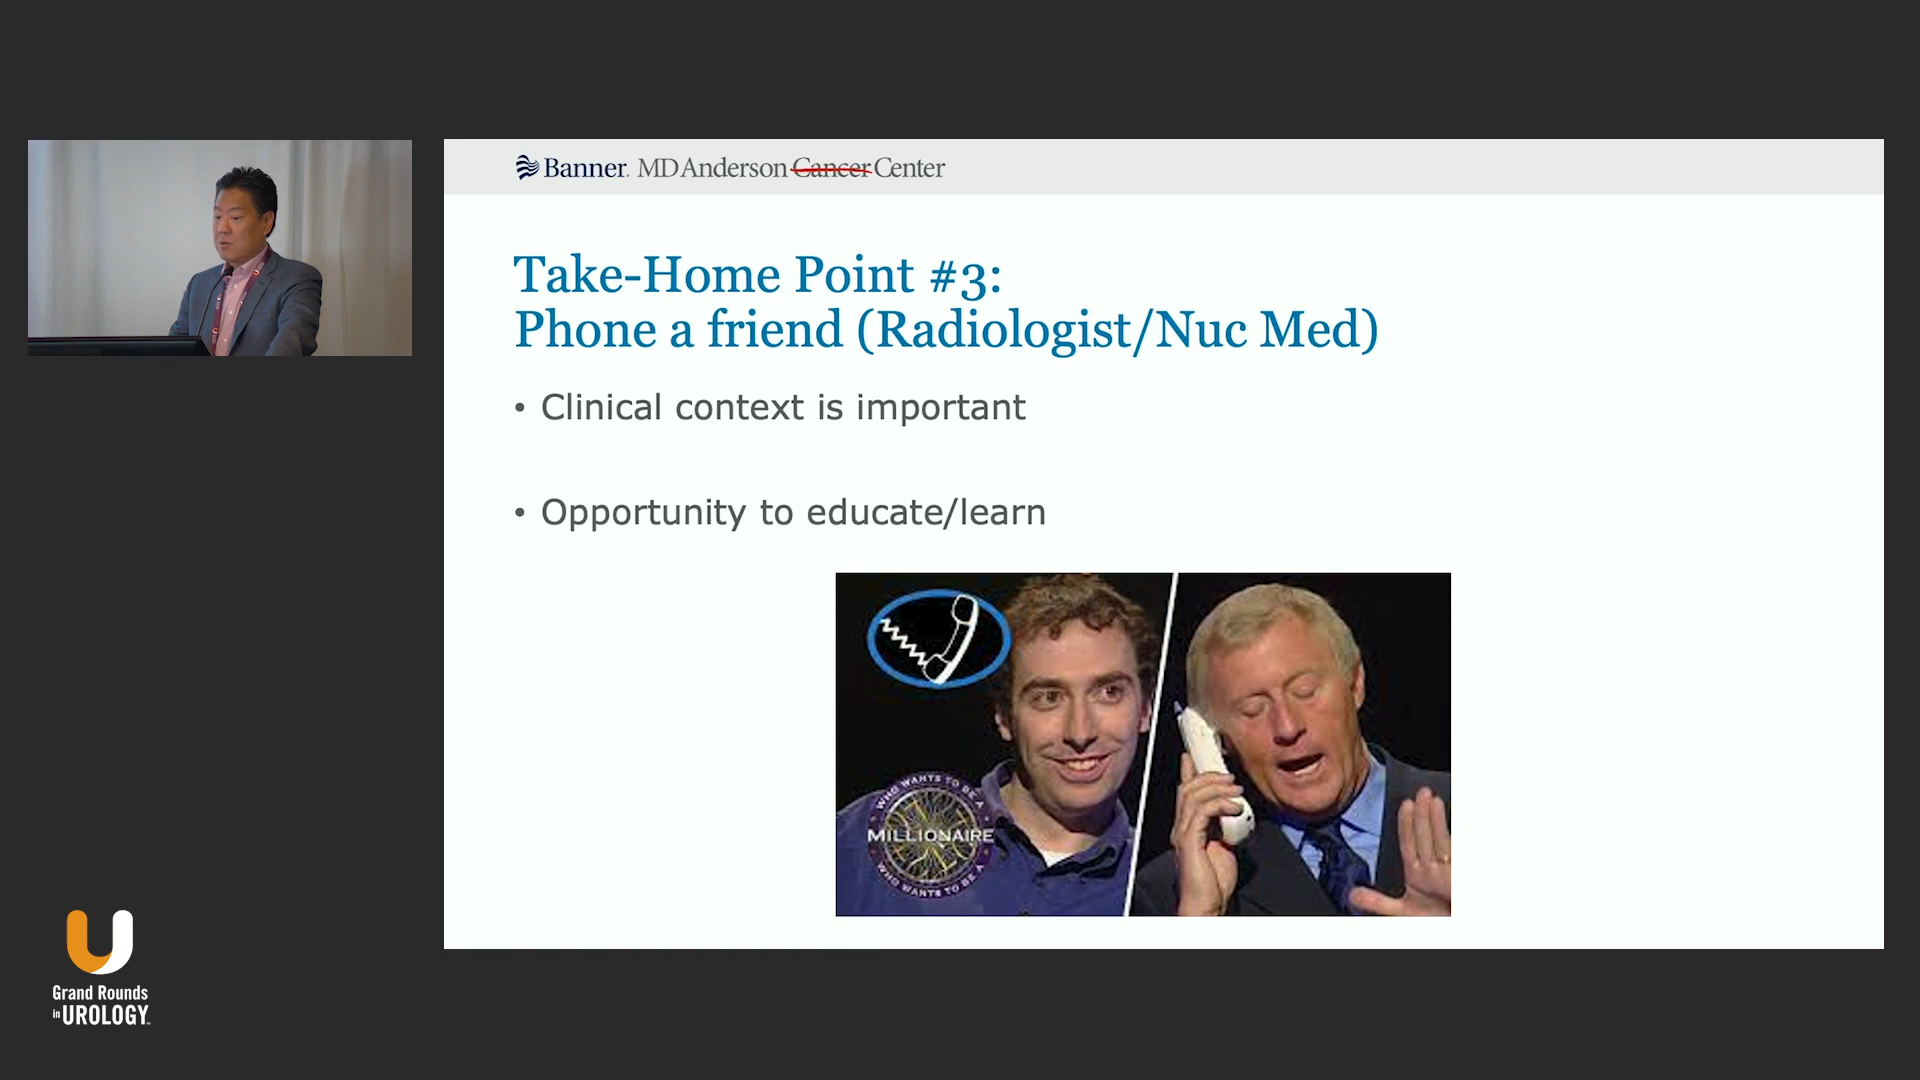 Banner. MD Anderson Cancer Center
Take-Home Point #3:
Phone a friend (Radiologist/Nuc Med)
• Clinical context is important
• Opportunity to educate/learn
WHO WANTS TO BE A
MILLIONAIRE
WHO WANTS TO BE A
Grand Rounds
in UROLOGY